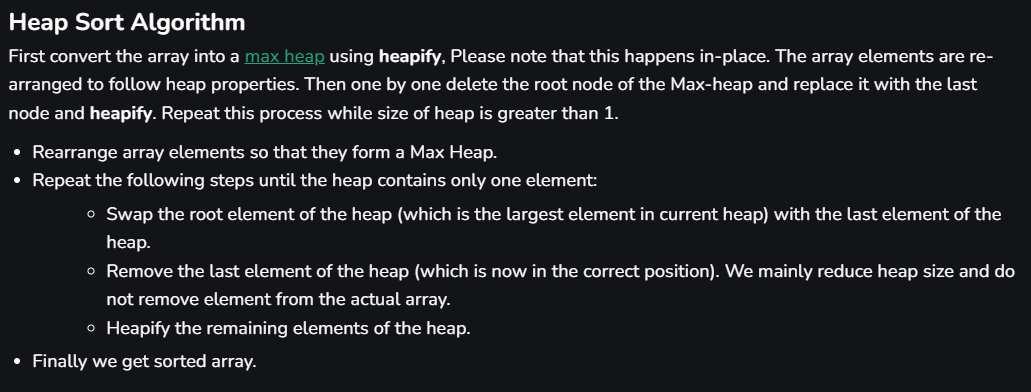 Heap Sort Algorithm
First convert the array into a max heap using heapify, Please note that this happens in-place. The array elements are re-
arranged to follow heap properties. Then one by one delete the root node of the Max-heap and replace it with the last
node and heapify. Repeat this process while size of heap is greater than 1.
• Rearrange array elements so that they form a Max Heap.
• Repeat the following steps until the heap contains only one element:
◦ Swap the root element of the heap (which is the largest element in current heap) with the last element of the
heap.
◦ Remove the last element of the heap (which is now in the correct position). We mainly reduce heap size and do
not remove element from the actual array.
◦ Heapify the remaining elements of the heap.
• Finally we get sorted array.